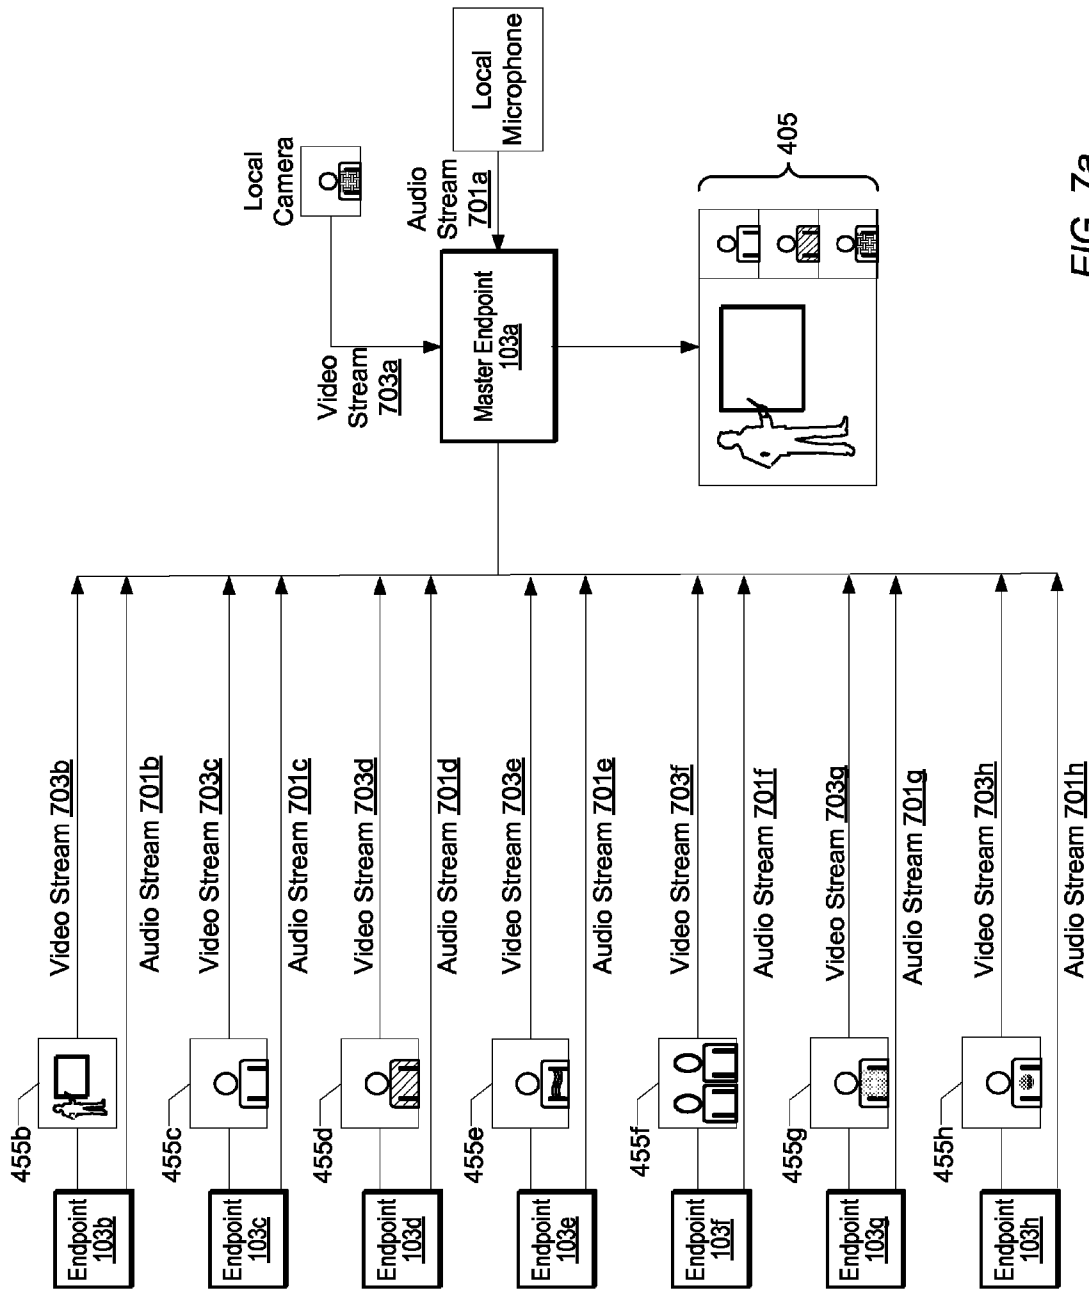 Endpoint
103b
455b
Video Stream 703b
Audio Stream 701b
Endpoint
103c
455c
Video Stream 703c
Audio Stream 701c
Endpoint
103d
455d
Video Stream 703d
Audio Stream 701d
Endpoint
103e
455e
Video Stream 703e
Audio Stream 701e
Endpoint
103f
455f
Video Stream 703f
Audio Stream 701f
Endpoint
103g
455g
Video Stream 703g
Audio Stream 701g
Endpoint
103h
455h
Video Stream 703h
Audio Stream 701h
Local
Camera
Video
Stream
703a
Audio
Stream
701a
Local
Microphone
Master Endpoint
103a
405
FIG. 7a